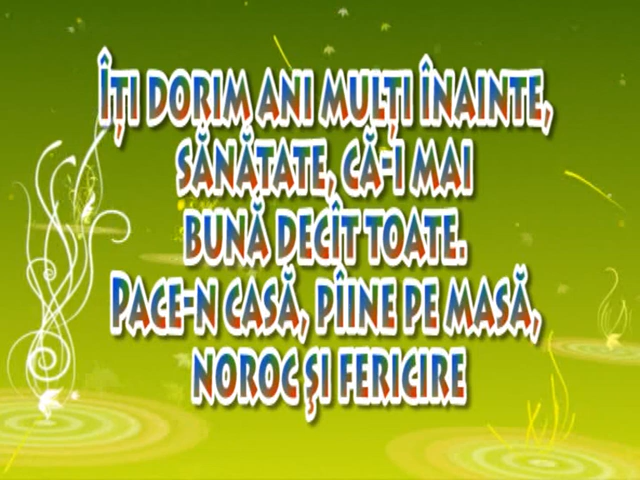 ÎȚI DORIM ANI MULȚI ÎNAINTE,
SĂNĂTATE, CĂ-I MAI
BUNĂ DECÎT TOATE.
PACE-N CASĂ, PÎINE PE MASĂ,
NOROC ȘI FERICIRE